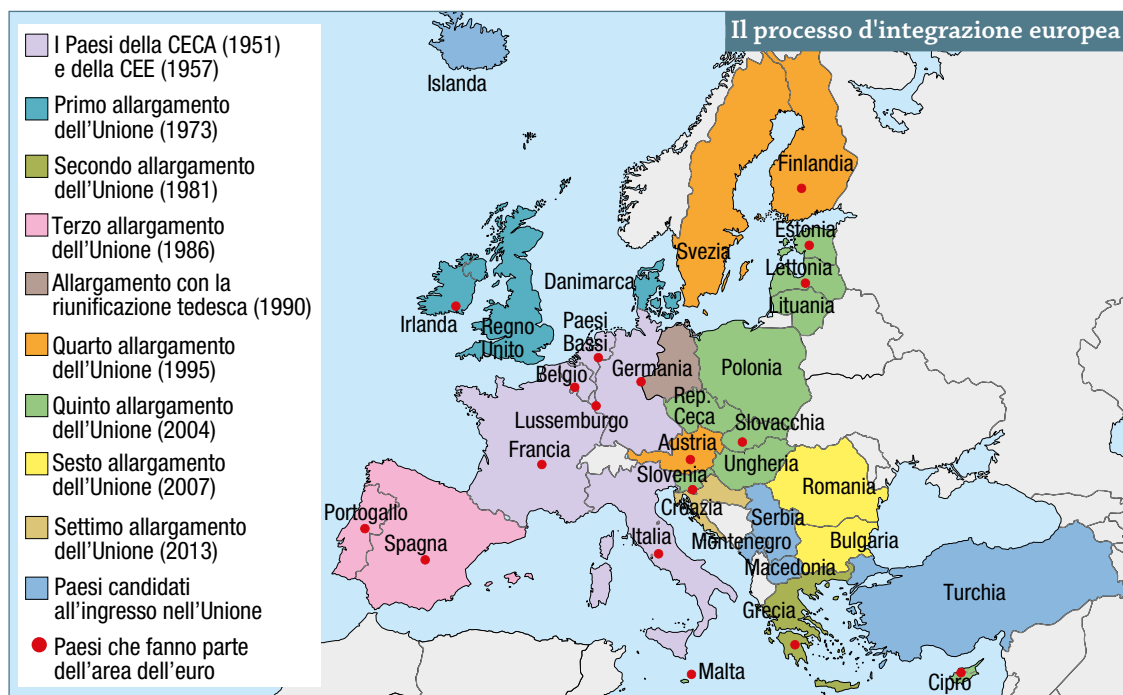 Il processo d'integrazione europea
I Paesi della CECA (1951)
e della CEE (1957)
Primo allargamento
dell'Unione (1973)
Secondo allargamento
dell'Unione (1981)
Terzo allargamento
dell'Unione (1986)
Allargamento con la
riunificazione tedesca (1990)
Quarto allargamento
dell'Unione (1995)
Quinto allargamento
dell'Unione (2004)
Sesto allargamento
dell'Unione (2007)
Settimo allargamento
dell'Unione (2013)
Paesi candidati
all'ingresso nell'Unione
Paesi che fanno parte
dell'area dell'euro
Islanda
Finlandia
Svezia
Estonia
Lettonia
Lituania
Danimarca
Irlanda
Regno
Unito
Paesi
Bassi
Belgio
Germania
Polonia
Lussemburgo
Rep.
Ceca
Slovacchia
Francia
Austria
Ungheria
Slovenia
Croazia
Romania
Portogallo
Spagna
Italia
Serbia
Montenegro
Bulgaria
Macedonia
Grecia
Turchia
Malta
Cipro